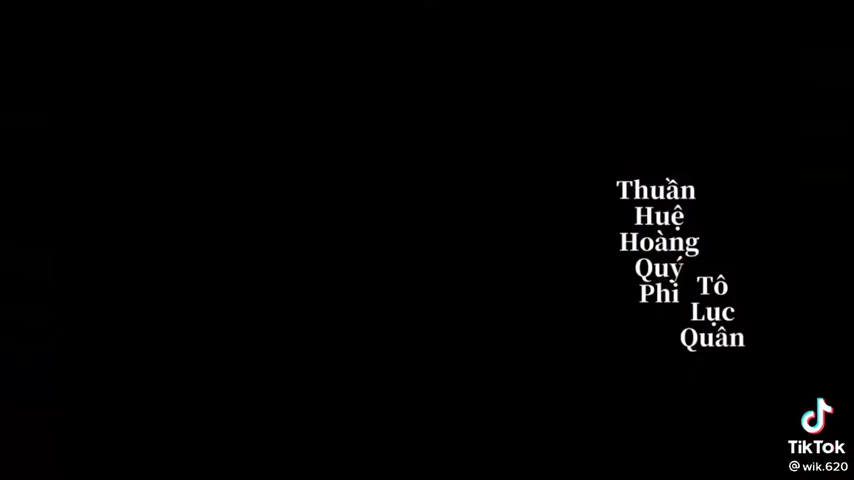 Thuần
Huệ
Hoàng
Quý
Phi
Tô
Lục
Quân
TikTok
@wik.620